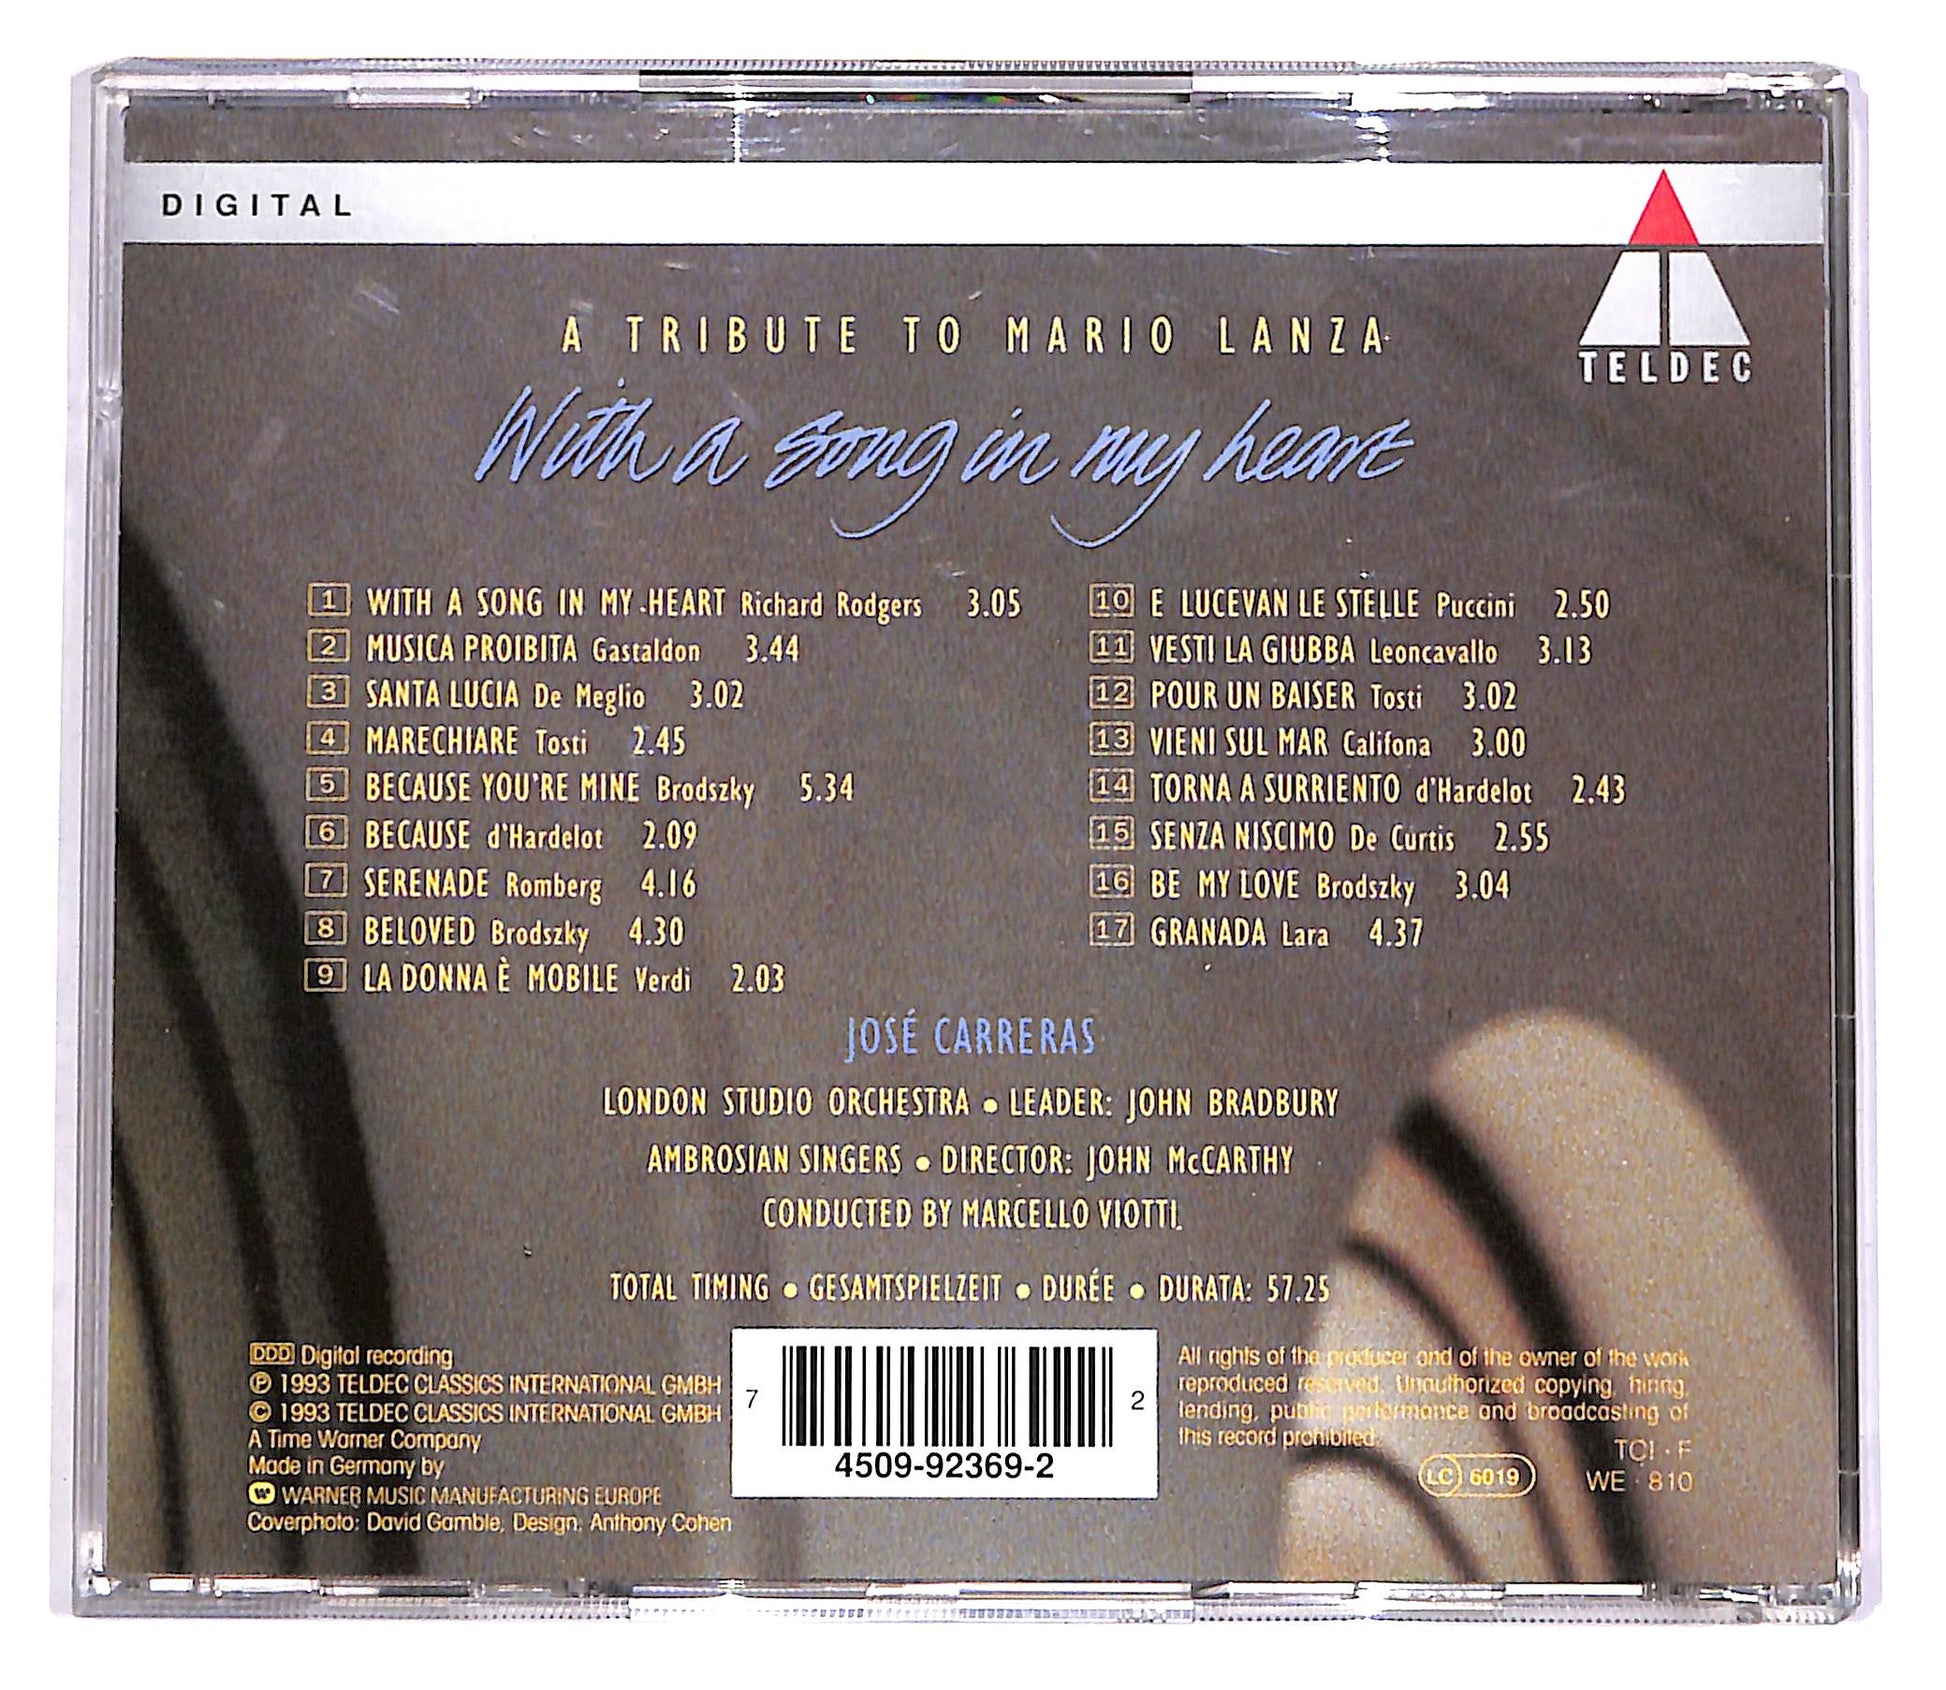 DIGITAL
TELDEC
A TRIBUTE TO MARIO LANZA
With a song in my heart
1 WITH A SONG IN MY HEART Richard Rodgers 3.05
2 MUSICA PROIBITA Gastaldon 3.44
3 SANTA LUCIA De Meglio 3.02
4 MARECHIARE Tosti 2.45
5 BECAUSE YOU'RE MINE Brodszky 5.34
6 BECAUSE d'Hardelot 2.09
7 SERENADE Romberg 4.16
8 BELOVED Brodszky 4.30
9 LA DONNA È MOBILE Verdi 2.03
10 E LUCEVAN LE STELLE Puccini 2.50
11 VESTI LA GIUBBA Leoncavallo 3.13
12 POUR UN BAISER Tosti 3.02
13 VIENI SUL MAR Califona 3.00
14 TORNA A SURRIENTO d'Hardelot 2.43
15 SENZA NISCIMO De Curtis 2.55
16 BE MY LOVE Brodszky 3.04
17 GRANADA Lara 4.37
JOSÉ CARRERAS
LONDON STUDIO ORCHESTRA • LEADER: JOHN BRADBURY
AMBROSIAN SINGERS • DIRECTOR: JOHN McCARTHY
CONDUCTED BY MARCELLO VIOTTI
TOTAL TIMING • GESAMTSPIELZEIT • DURÉE • DURATA: 57.25
DDD Digital recording
℗ 1993 TELDEC CLASSICS INTERNATIONAL GMBH
© 1993 TELDEC CLASSICS INTERNATIONAL GMBH
A Time Warner Company
Made in Germany by
WARNER MUSIC MANUFACTURING EUROPE
Coverphoto: David Gamble, Design: Anthony Cohen
7 2
4509-92369-2
All rights of the producer and of the owner of the work
reproduced reserved. Unauthorized copying, hiring,
lending, public performance and broadcasting of
this record prohibited.
TCI · F
LC 6019
WE · 810